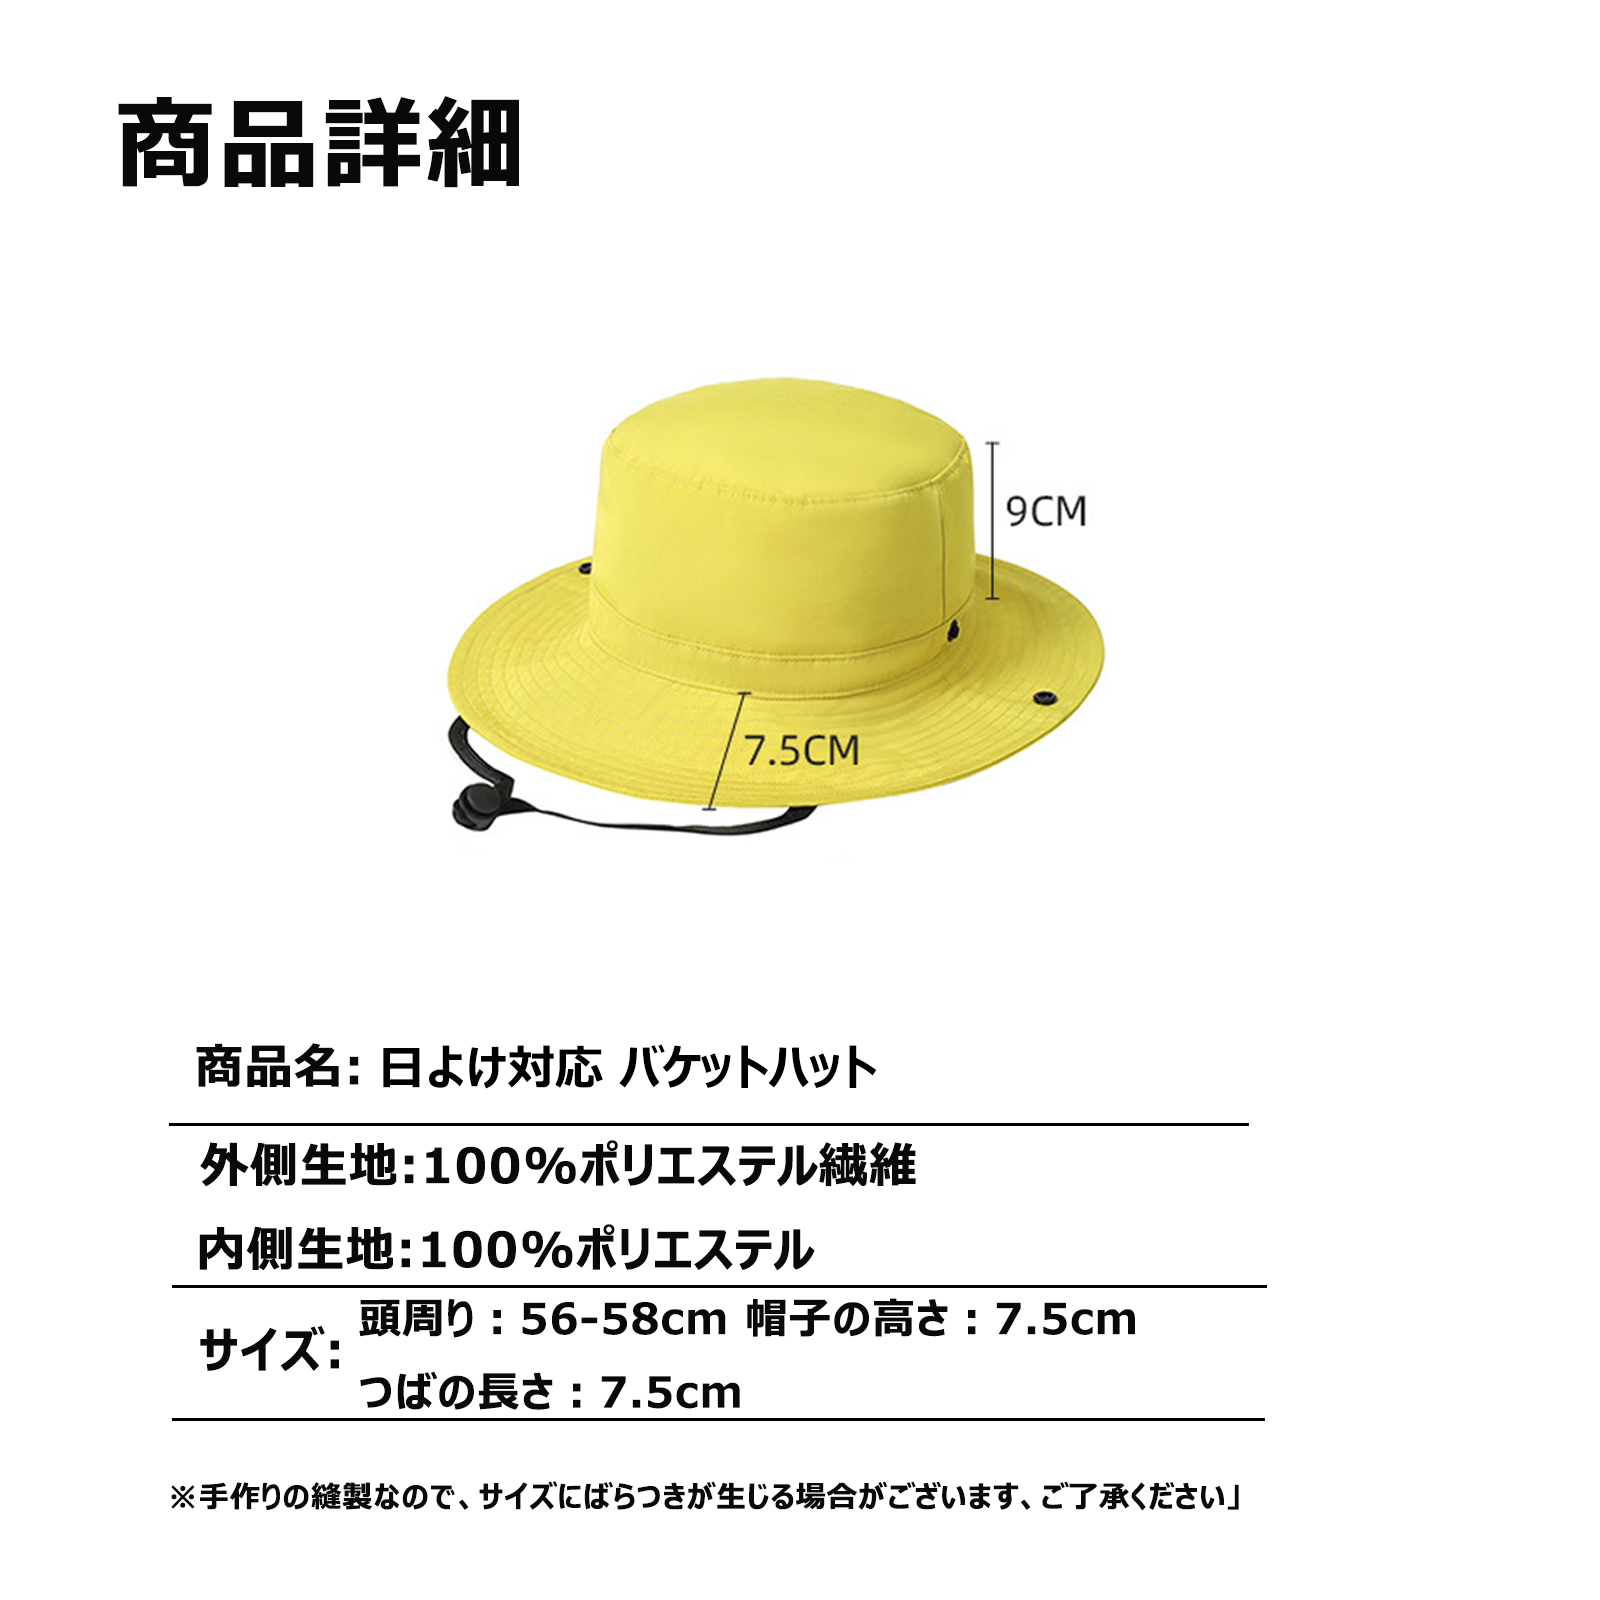 商品詳細
9CM
7.5CM
商品名: 日よけ対応 バケットハット
外側生地:100%ポリエステル繊維
内側生地:100%ポリエステル
サイズ:
頭周り：56-58cm 帽子の高さ：7.5cm
つばの長さ：7.5cm
※手作りの縫製なので、サイズにばらつきが生じる場合がございます、ご了承ください」